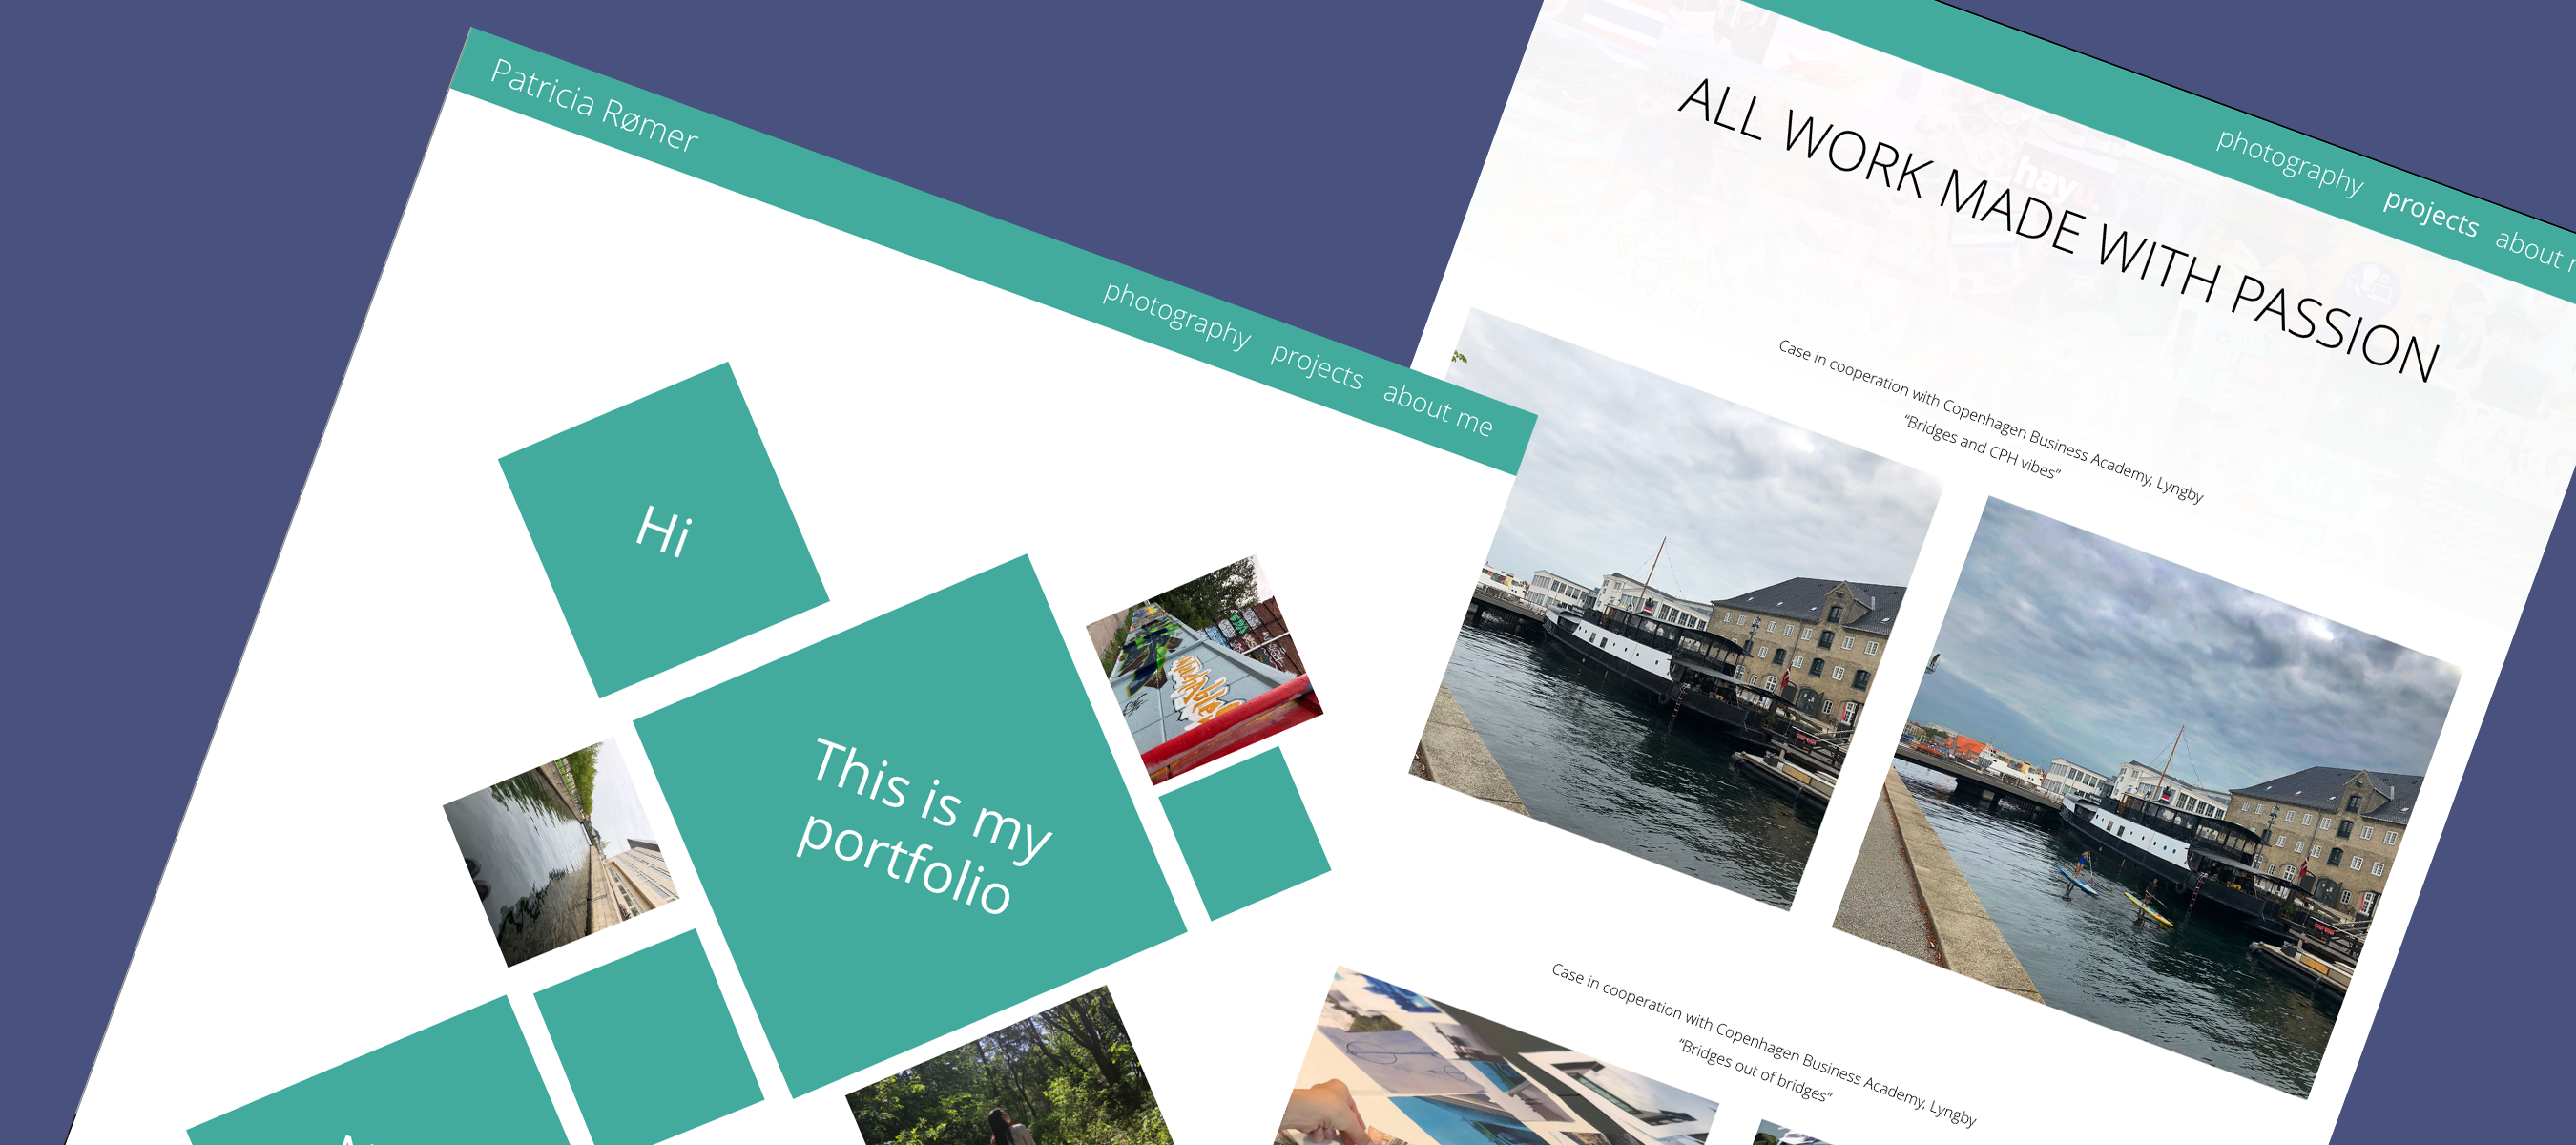 Patricia Rømer
photography projects about me
Hi
This is my
portfolio
photography projects about
ALL WORK MADE WITH PASSION
hayu.
Case in cooperation with Copenhagen Business Academy, Lyngby
“Bridges and CPH vibes”
Case in cooperation with Copenhagen Business Academy, Lyngby
“Bridges out of bridges”